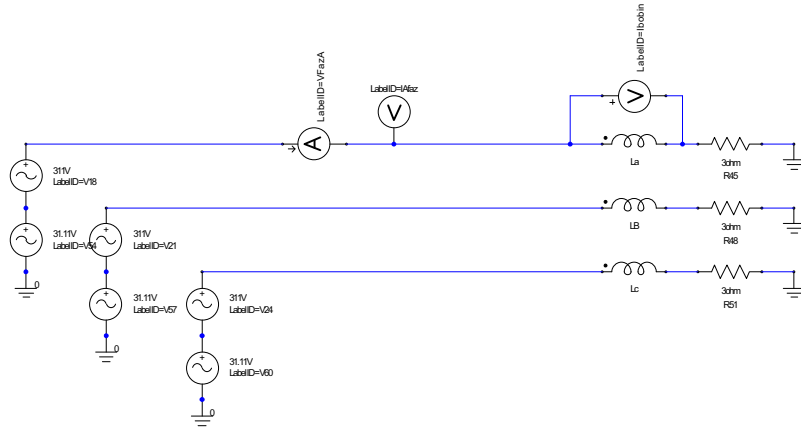 LabelID=VFazA
LabelID=IAfaz
LabelID=Ibobin
A
V
V
+
La
3ohm
R45
311V
LabelID=V18
31.11V
LabelID=V54
0
311V
LabelID=V21
31.11V
LabelID=V57
0
LB
3ohm
R48
311V
LabelID=V24
31.11V
LabelID=V60
0
Lc
3ohm
R51